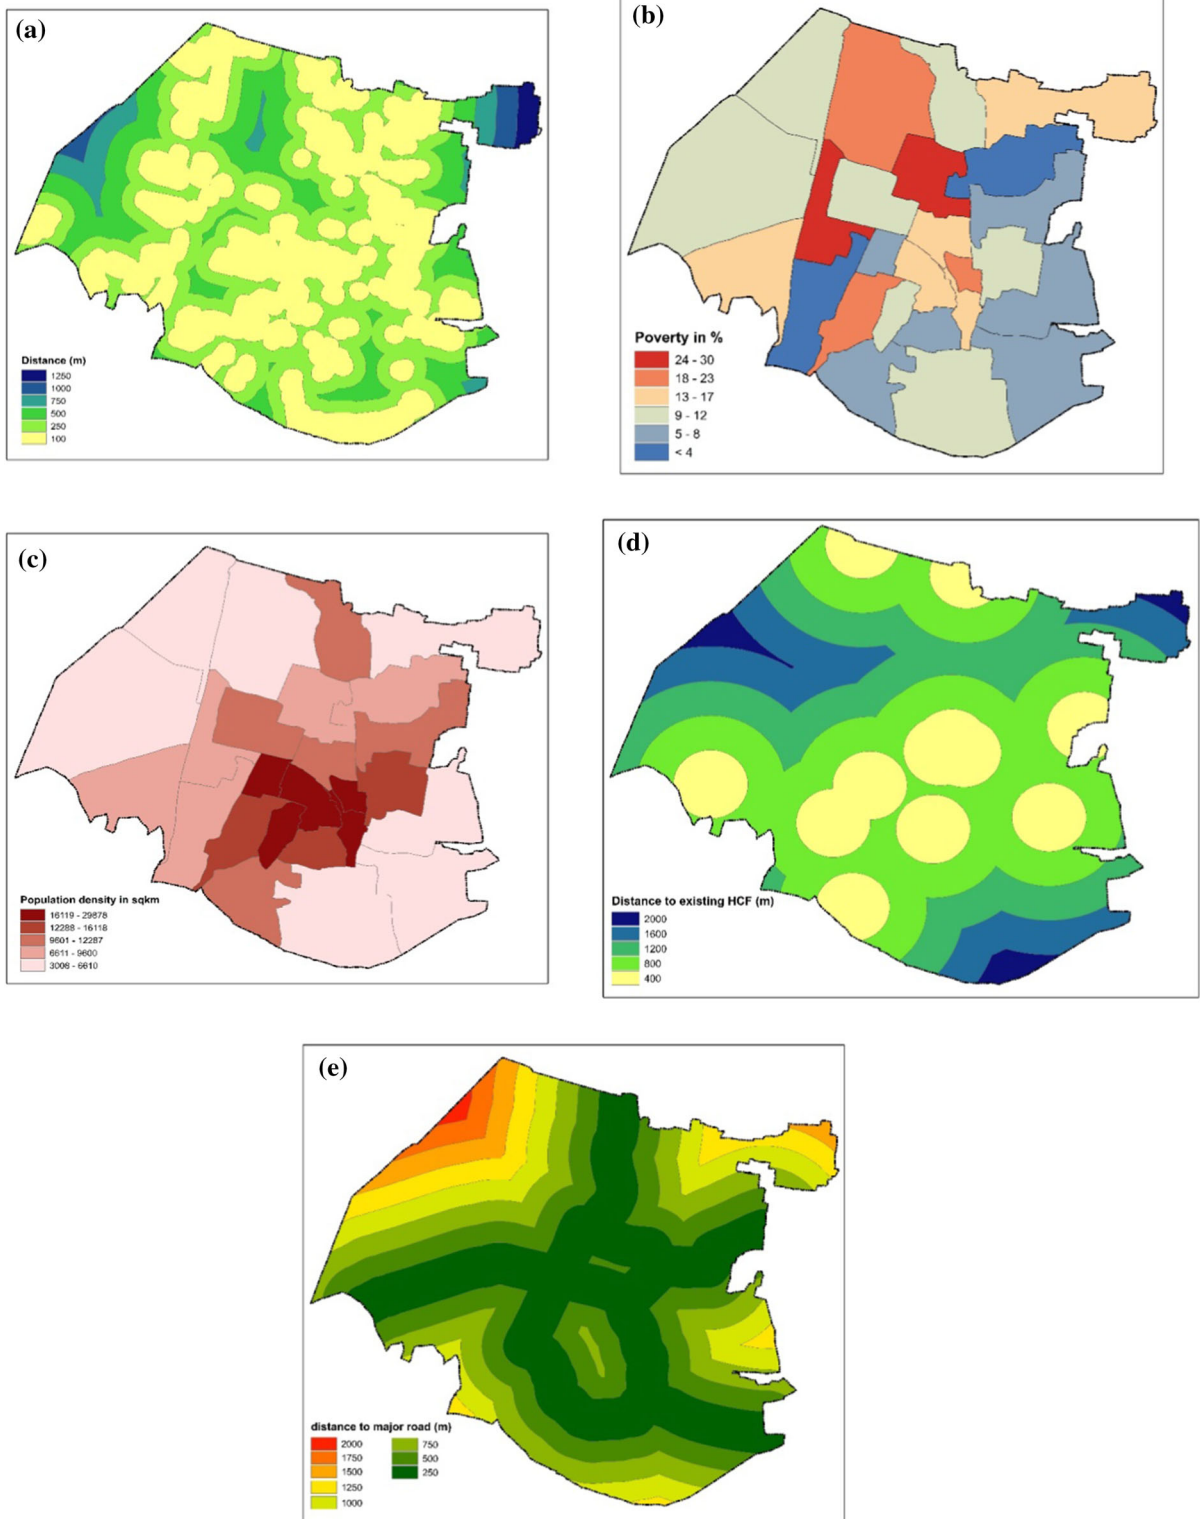 (a)
Distance (m)
1250
1000
750
500
250
100
(b)
Poverty in %
24 - 30
18 - 23
13 - 17
9 - 12
5 - 8
< 4
(c)
Population density in sqkm
16119 - 29878
12288 - 16118
9601 - 12287
6611 - 9600
3006 - 6610
(d)
Distance to existing HCF (m)
2000
1600
1200
800
400
(e)
distance to major road (m)
2000 750
1750 500
1500 250
1250
1000